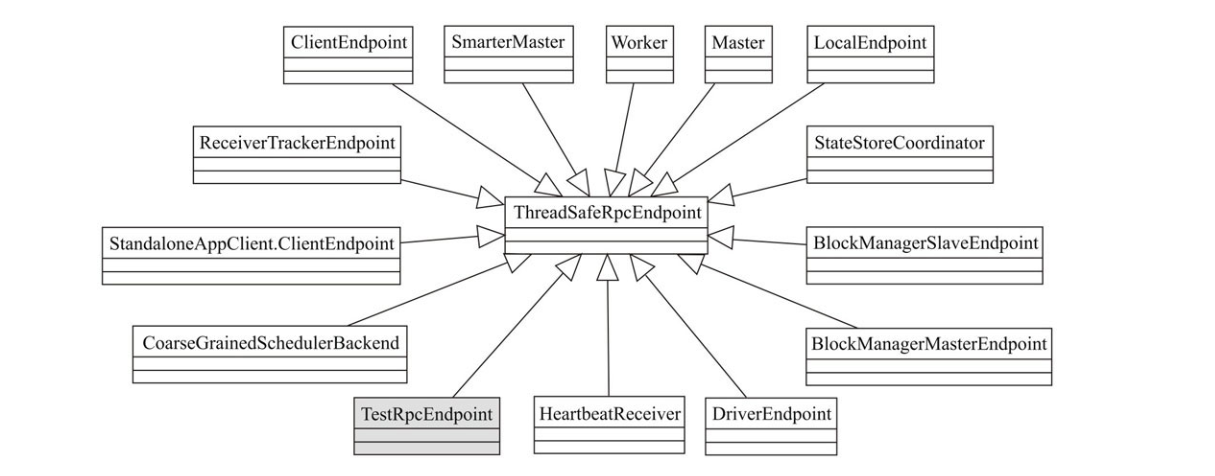 ClientEndpoint
SmarterMaster
Worker
Master
LocalEndpoint
ReceiverTrackerEndpoint
StateStoreCoordinator
ThreadSafeRpcEndpoint
StandaloneAppClient.ClientEndpoint
BlockManagerSlaveEndpoint
CoarseGrainedSchedulerBackend
BlockManagerMasterEndpoint
TestRpcEndpoint
HeartbeatReceiver
DriverEndpoint